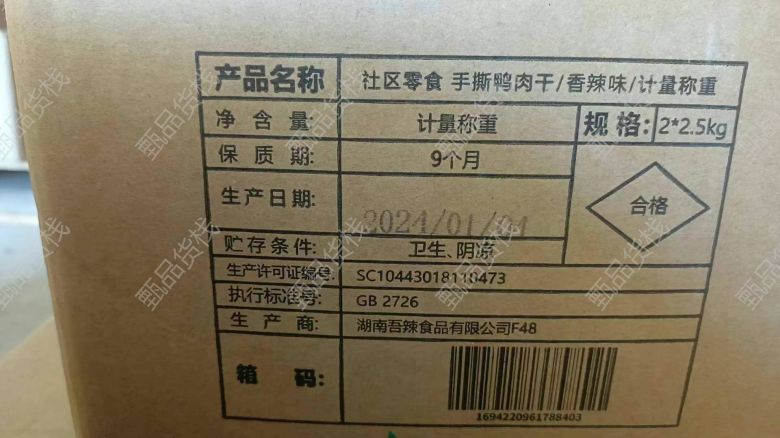 产品名称 社区零食 手撕鸭肉干/香辣味/计量称重
净含量: 计量称重 规格: 2*2.5kg
保质期: 9个月
生产日期: 2024/01/
合格
贮存条件: 卫生、阴凉
生产许可证编号: SC10443018110473
执行标准号: GB 2726
生产商: 湖南吾辣食品有限公司F48
箱码:
1694220961788403
甄品货栈